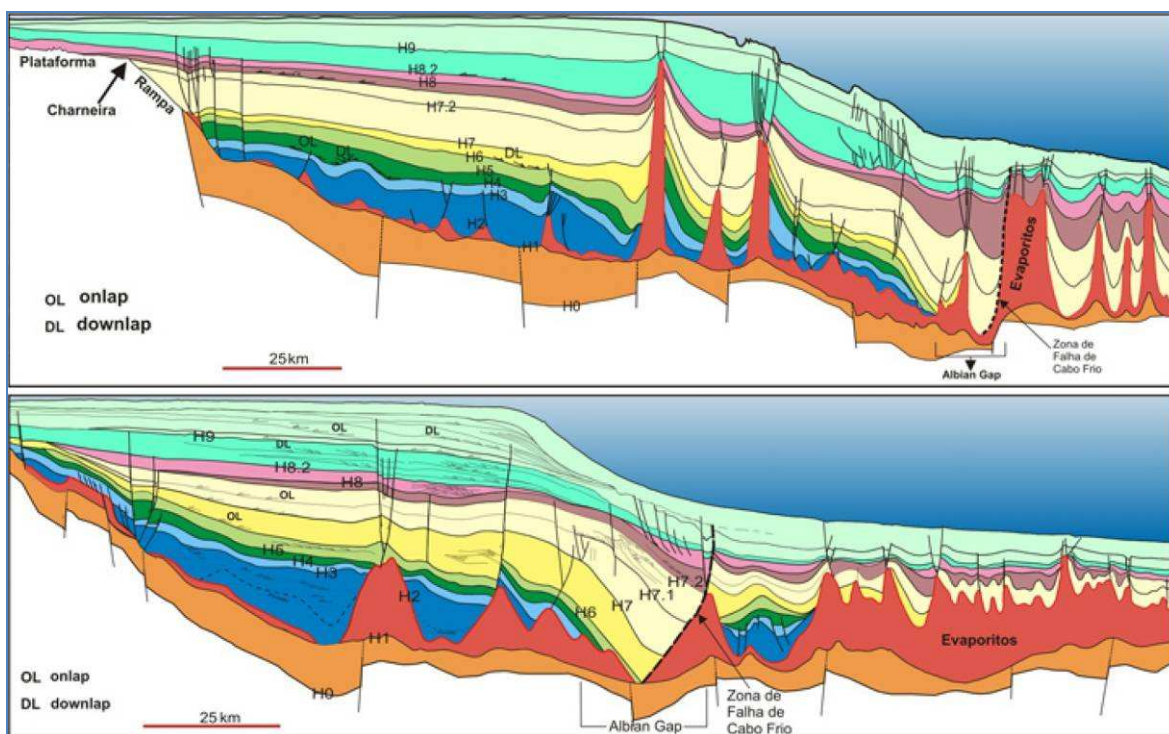 H9
Plataforma
H8.2
H8
Charneira
Rampa
H7.2
H7
OL
DL
H6
DL
H5
H4
H3
H2
H1
Evaporitos
OL onlap
DL downlap
H0
25km
Zona de
Falha de
Cabo Frio
Albian Gap
OL
DL
H9
DL
H8.2
H8
OL
OL
H5
H4
H3
H7.2
H7.1
H2
H6
H7
H1
Evaporitos
OL onlap
DL downlap
H0
25 km
Albian Gap
Zona de
Falha de
Cabo Frio